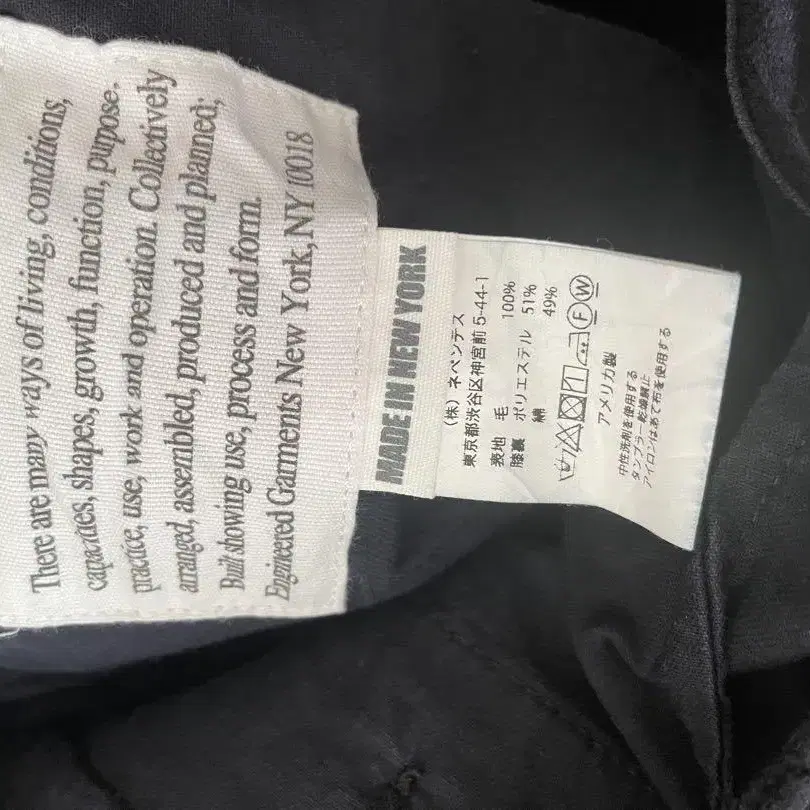 There are many ways of living, conditions,
capacities, shapes, growth, function, purpose,
practice, use, work and operation. Collectively
arranged, assembled, produced and planned;
Built showing use, process and form.
Engineered Garments New York, NY 10018
MADE IN NEW YORK
(株) ネペンテス
東京都渋谷区神宮前 5-44-1
表地 毛 100%
膝裏 ポリエステル 51%
綿 49%
F W
アメリカ製
中性洗剤を使用する
タンブラー乾燥禁止
アイロンはあて布を使用する